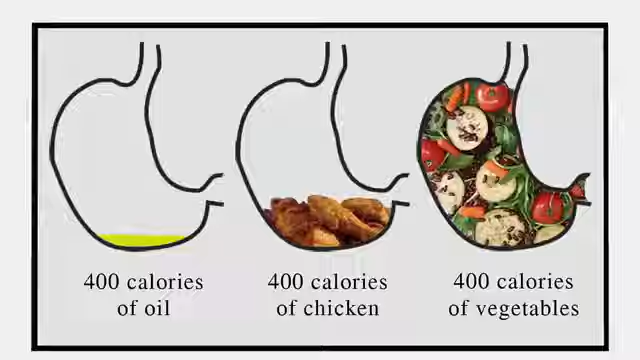 400 calories
of oil
400 calories
of chicken
400 calories
of vegetables